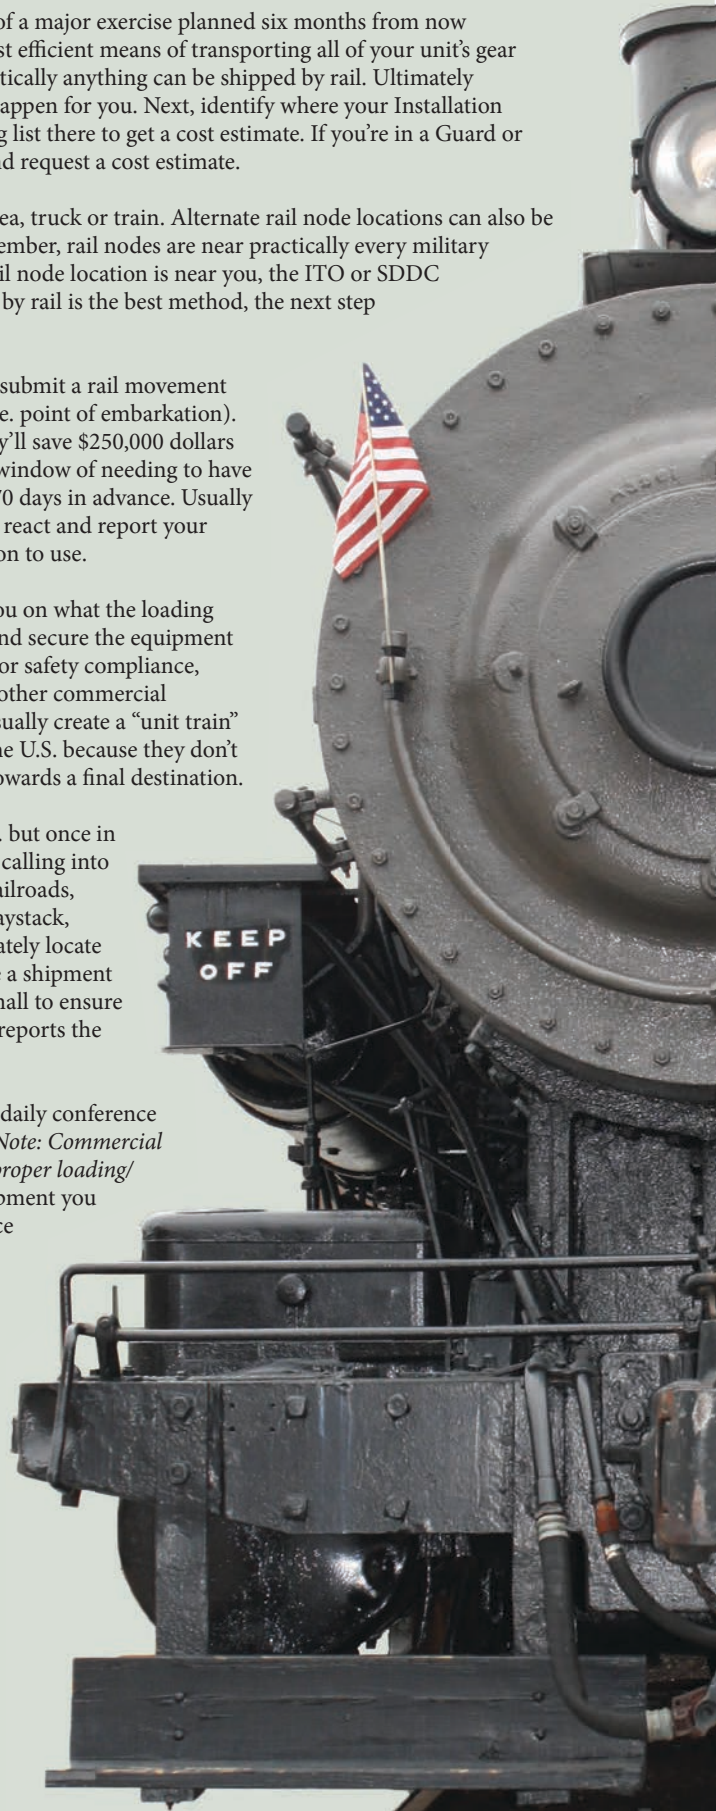 of a major exercise planned six months from now
st efficient means of transporting all of your unit’s gear
tically anything can be shipped by rail. Ultimately
appen for you. Next, identify where your Installation
g list there to get a cost estimate. If you’re in a Guard or
nd request a cost estimate.
ea, truck or train. Alternate rail node locations can also be
ember, rail nodes are near practically every military
il node location is near you, the ITO or SDDC
by rail is the best method, the next step
submit a rail movement
e. point of embarkation).
y’ll save $250,000 dollars
window of needing to have
70 days in advance. Usually
react and report your
on to use.
ou on what the loading
nd secure the equipment
or safety compliance,
other commercial
sually create a “unit train”
he U.S. because they don’t
owards a final destination.
. but once in
calling into
ailroads,
aystack,
ately locate
e a shipment
hall to ensure
reports the
daily conference
Note: Commercial
proper loading/
pment you
ce
KEEP
OFF